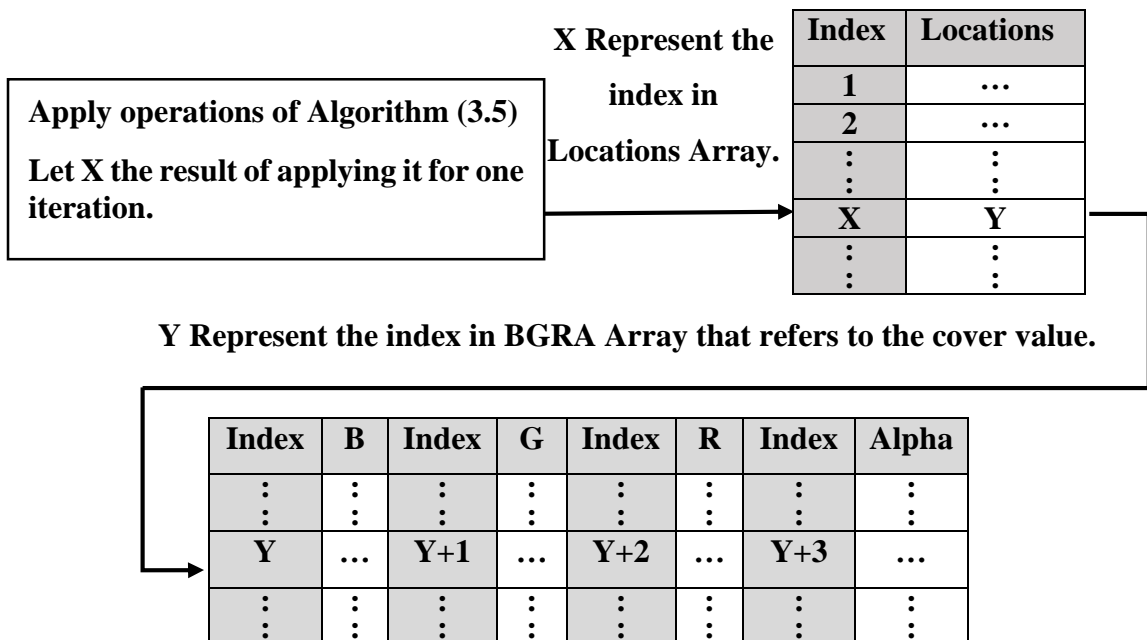 X Represent the
index in
Locations Array.
Apply operations of Algorithm (3.5)
Let X the result of applying it for one
iteration.
Index Locations
1 …
2 …
⋮ ⋮
⋮ ⋮
X Y
⋮ ⋮
⋮ ⋮
Y Represent the index in BGRA Array that refers to the cover value.
Index B Index G Index R Index Alpha
⋮ ⋮ ⋮ ⋮ ⋮ ⋮ ⋮ ⋮
⋮ ⋮ ⋮ ⋮ ⋮ ⋮ ⋮ ⋮
Y … Y+1 … Y+2 … Y+3 …
⋮ ⋮ ⋮ ⋮ ⋮ ⋮ ⋮ ⋮
⋮ ⋮ ⋮ ⋮ ⋮ ⋮ ⋮ ⋮